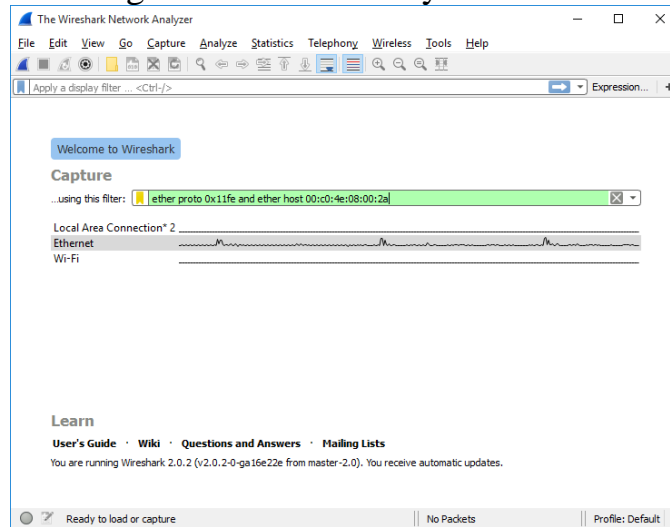 The Wireshark Network Analyzer
File Edit View Go Capture Analyze Statistics Telephony Wireless Tools Help
Apply a display filter ... <Ctrl-/> Expression... +
Welcome to Wireshark
Capture
...using this filter: ether proto 0x11fe and ether host 00:c0:4e:08:00:2a
Local Area Connection* 2
Ethernet
Wi-Fi
Learn
User's Guide · Wiki · Questions and Answers · Mailing Lists
You are running Wireshark 2.0.2 (v2.0.2-0-ga16e22e from master-2.0). You receive automatic updates.
Ready to load or capture No Packets Profile: Default